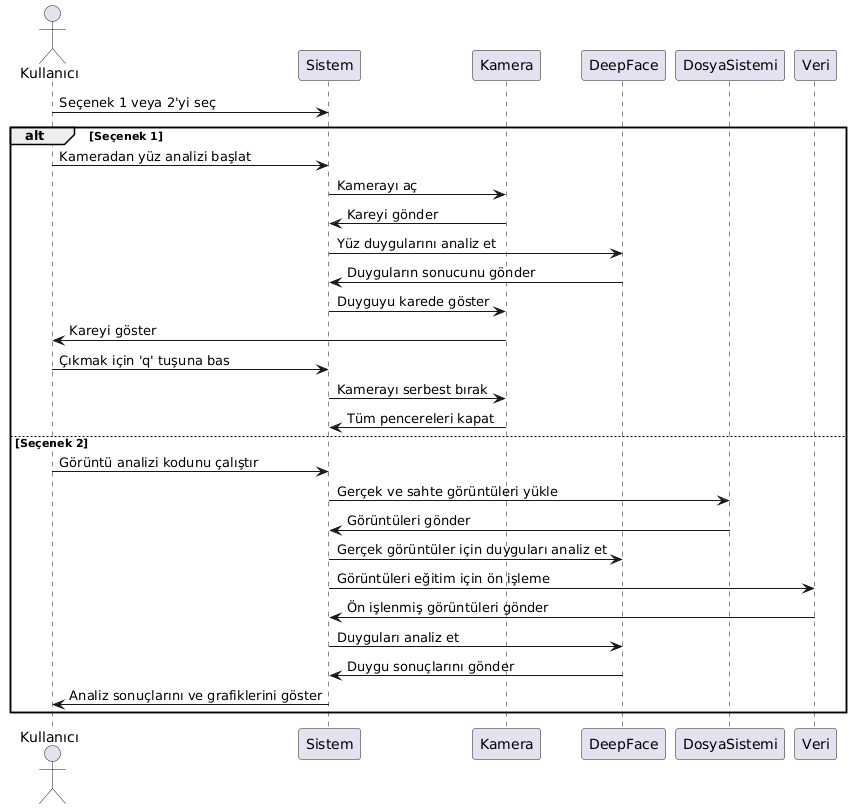 Kullanıcı
Sistem
Kamera
DeepFace
DosyaSistemi
Veri
Seçenek 1 veya 2'yi seç
alt
[Seçenek 1]
Kameradan yüz analizi başlat
Kamerayı aç
Kareyi gönder
Yüz duygularını analiz et
Duyguların sonucunu gönder
Duyguyu karede göster
Kareyi göster
Çıkmak için 'q' tuşuna bas
Kamerayı serbest bırak
Tüm pencereleri kapat
[Seçenek 2]
Görüntü analizi kodunu çalıştır
Gerçek ve sahte görüntüleri yükle
Görüntüleri gönder
Gerçek görüntüler için duyguları analiz et
Görüntüleri eğitim için ön işleme
Ön işlenmiş görüntüleri gönder
Duyguları analiz et
Duygu sonuçlarını gönder
Analiz sonuçlarını ve grafiklerini göster
Kullanıcı
Sistem
Kamera
DeepFace
DosyaSistemi
Veri